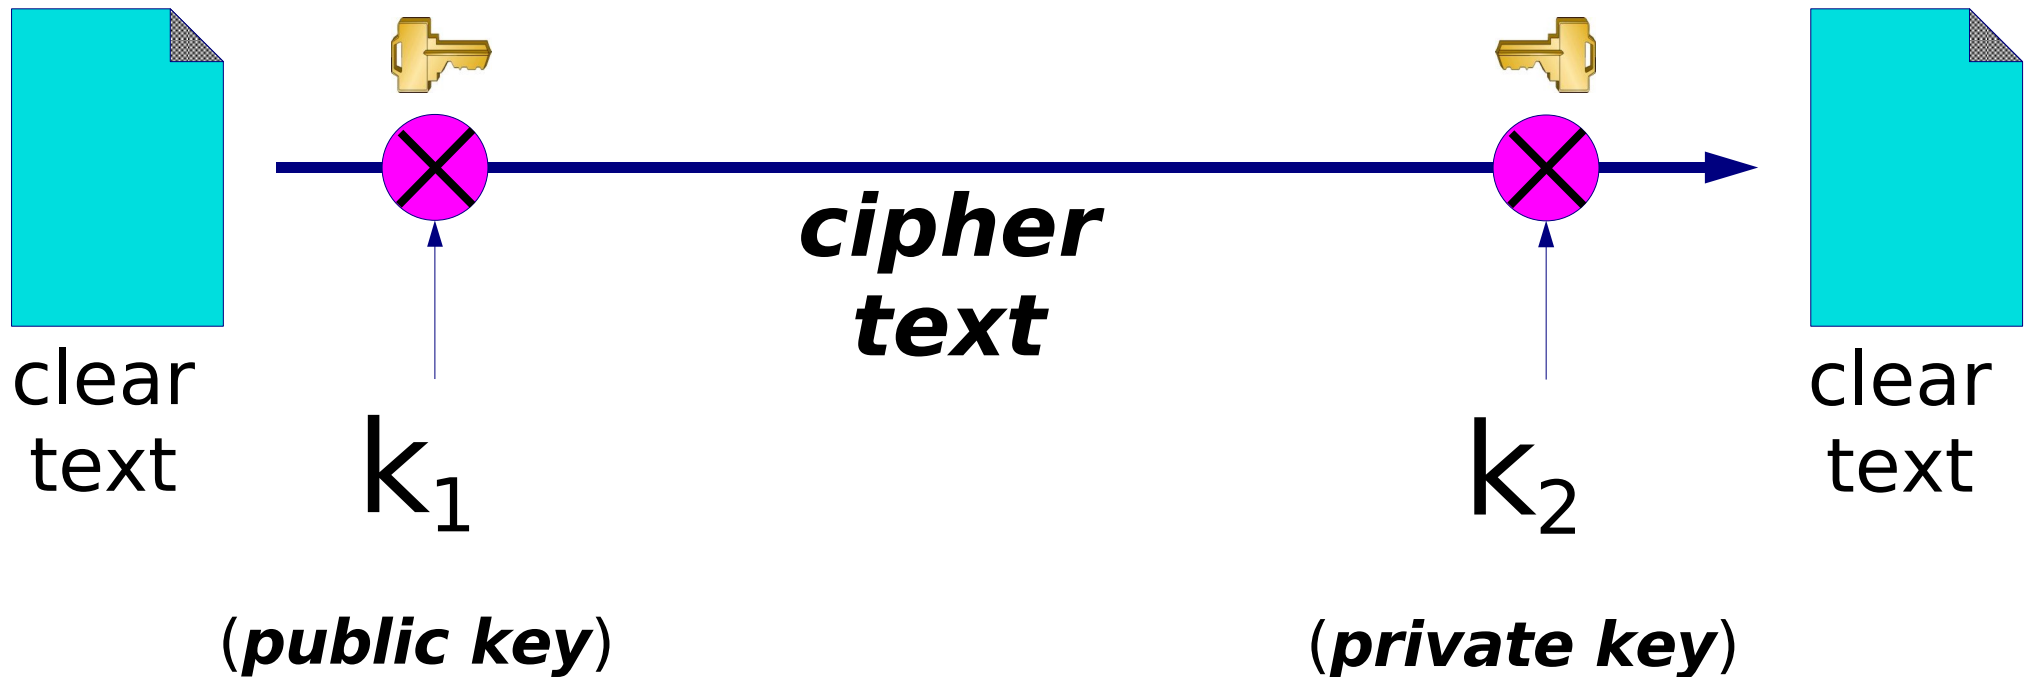 cipher
text
clear
text
k1
(public key)
k2
(private key)
clear
text